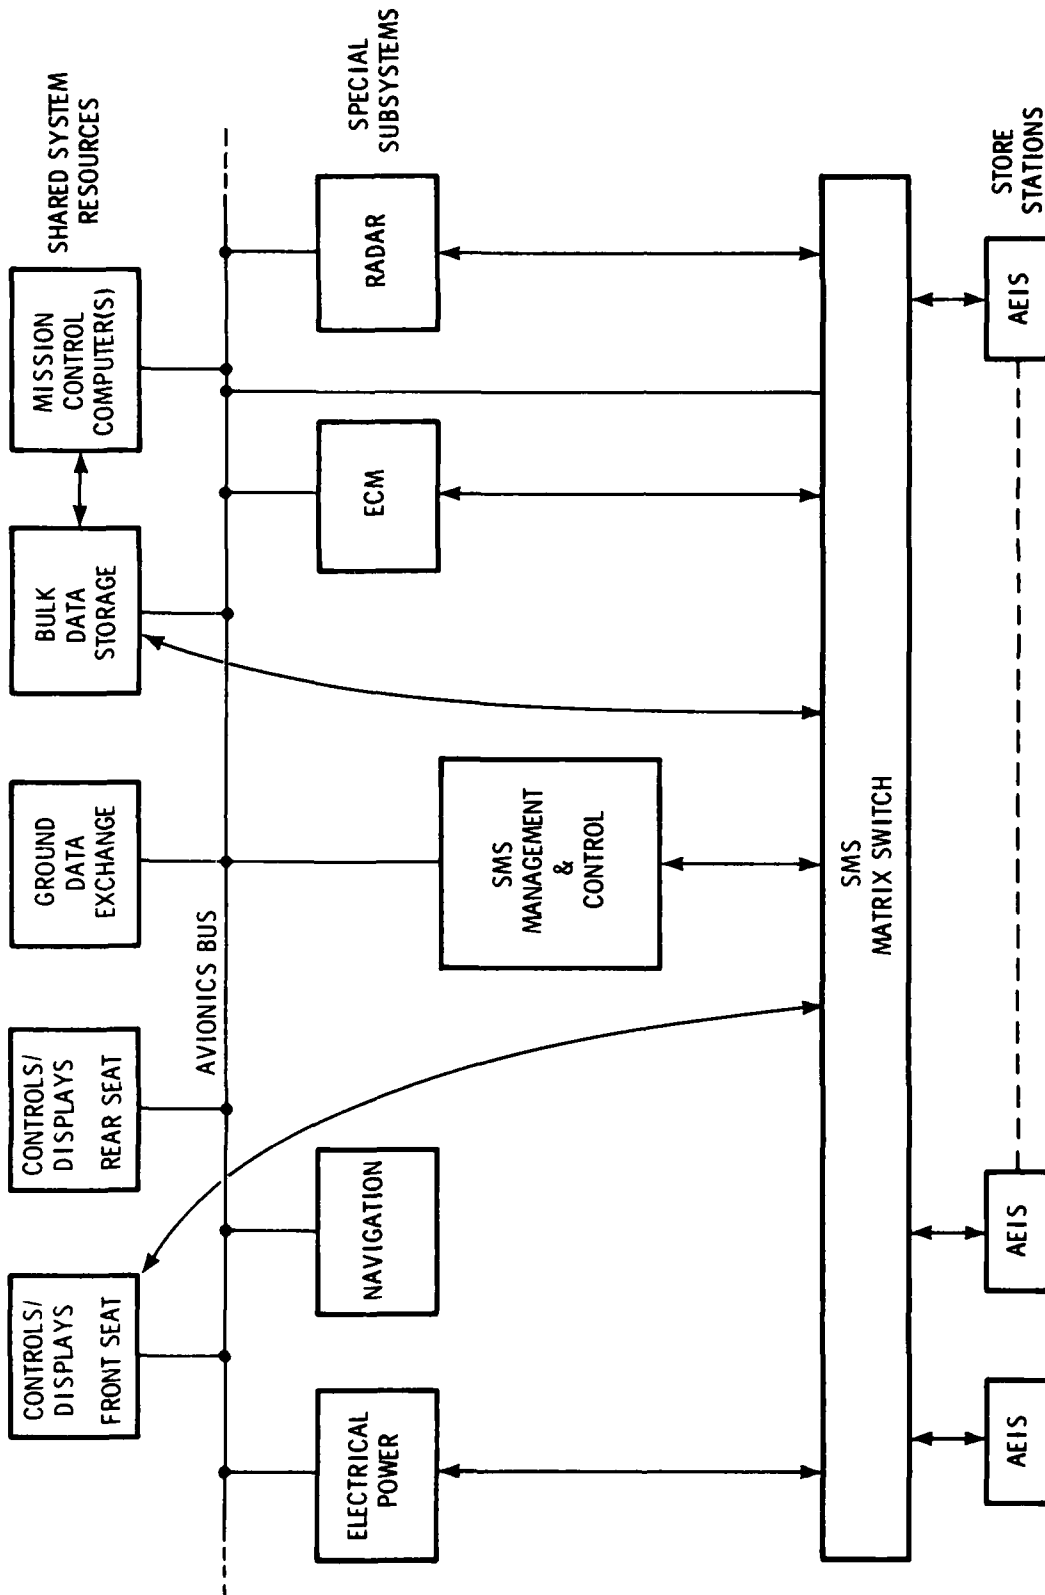 CONTROLS/
DISPLAYS
FRONT SEAT
CONTROLS/
DISPLAYS
REAR SEAT
GROUND
DATA
EXCHANGE
BULK
DATA
STORAGE
MISSION
CONTROL
COMPUTER(S)
SHARED SYSTEM
RESOURCES
AVIONICS BUS
ELECTRICAL
POWER
NAVIGATION
SMS
MANAGEMENT
&
CONTROL
ECM
RADAR
SPECIAL
SUBSYSTEMS
SMS
MATRIX SWITCH
AEIS
AEIS
AEIS
STORE
STATIONS